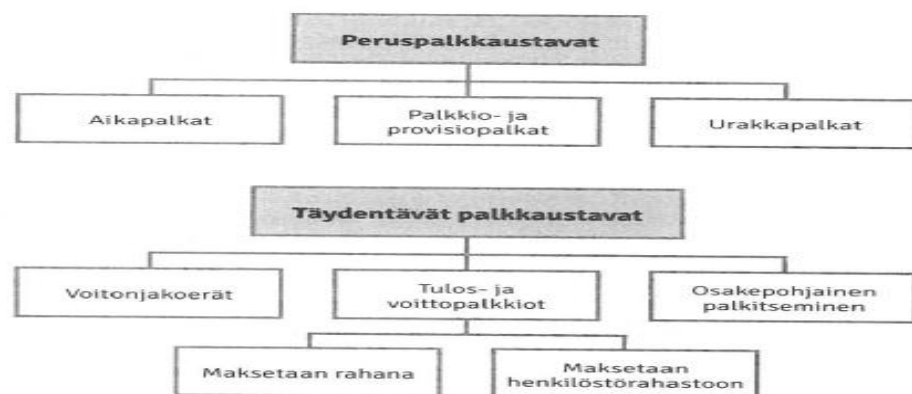 Peruspalkkaustavat
Aikapalkat
Palkkio- ja
provisiopalkat
Urakkapalkat
Täydentävät palkkaustavat
Voitonjakoerät
Tulos- ja
voittopalkkiot
Osakepohjainen
palkitseminen
Maksetaan rahana
Maksetaan
henkilöstörahastoon